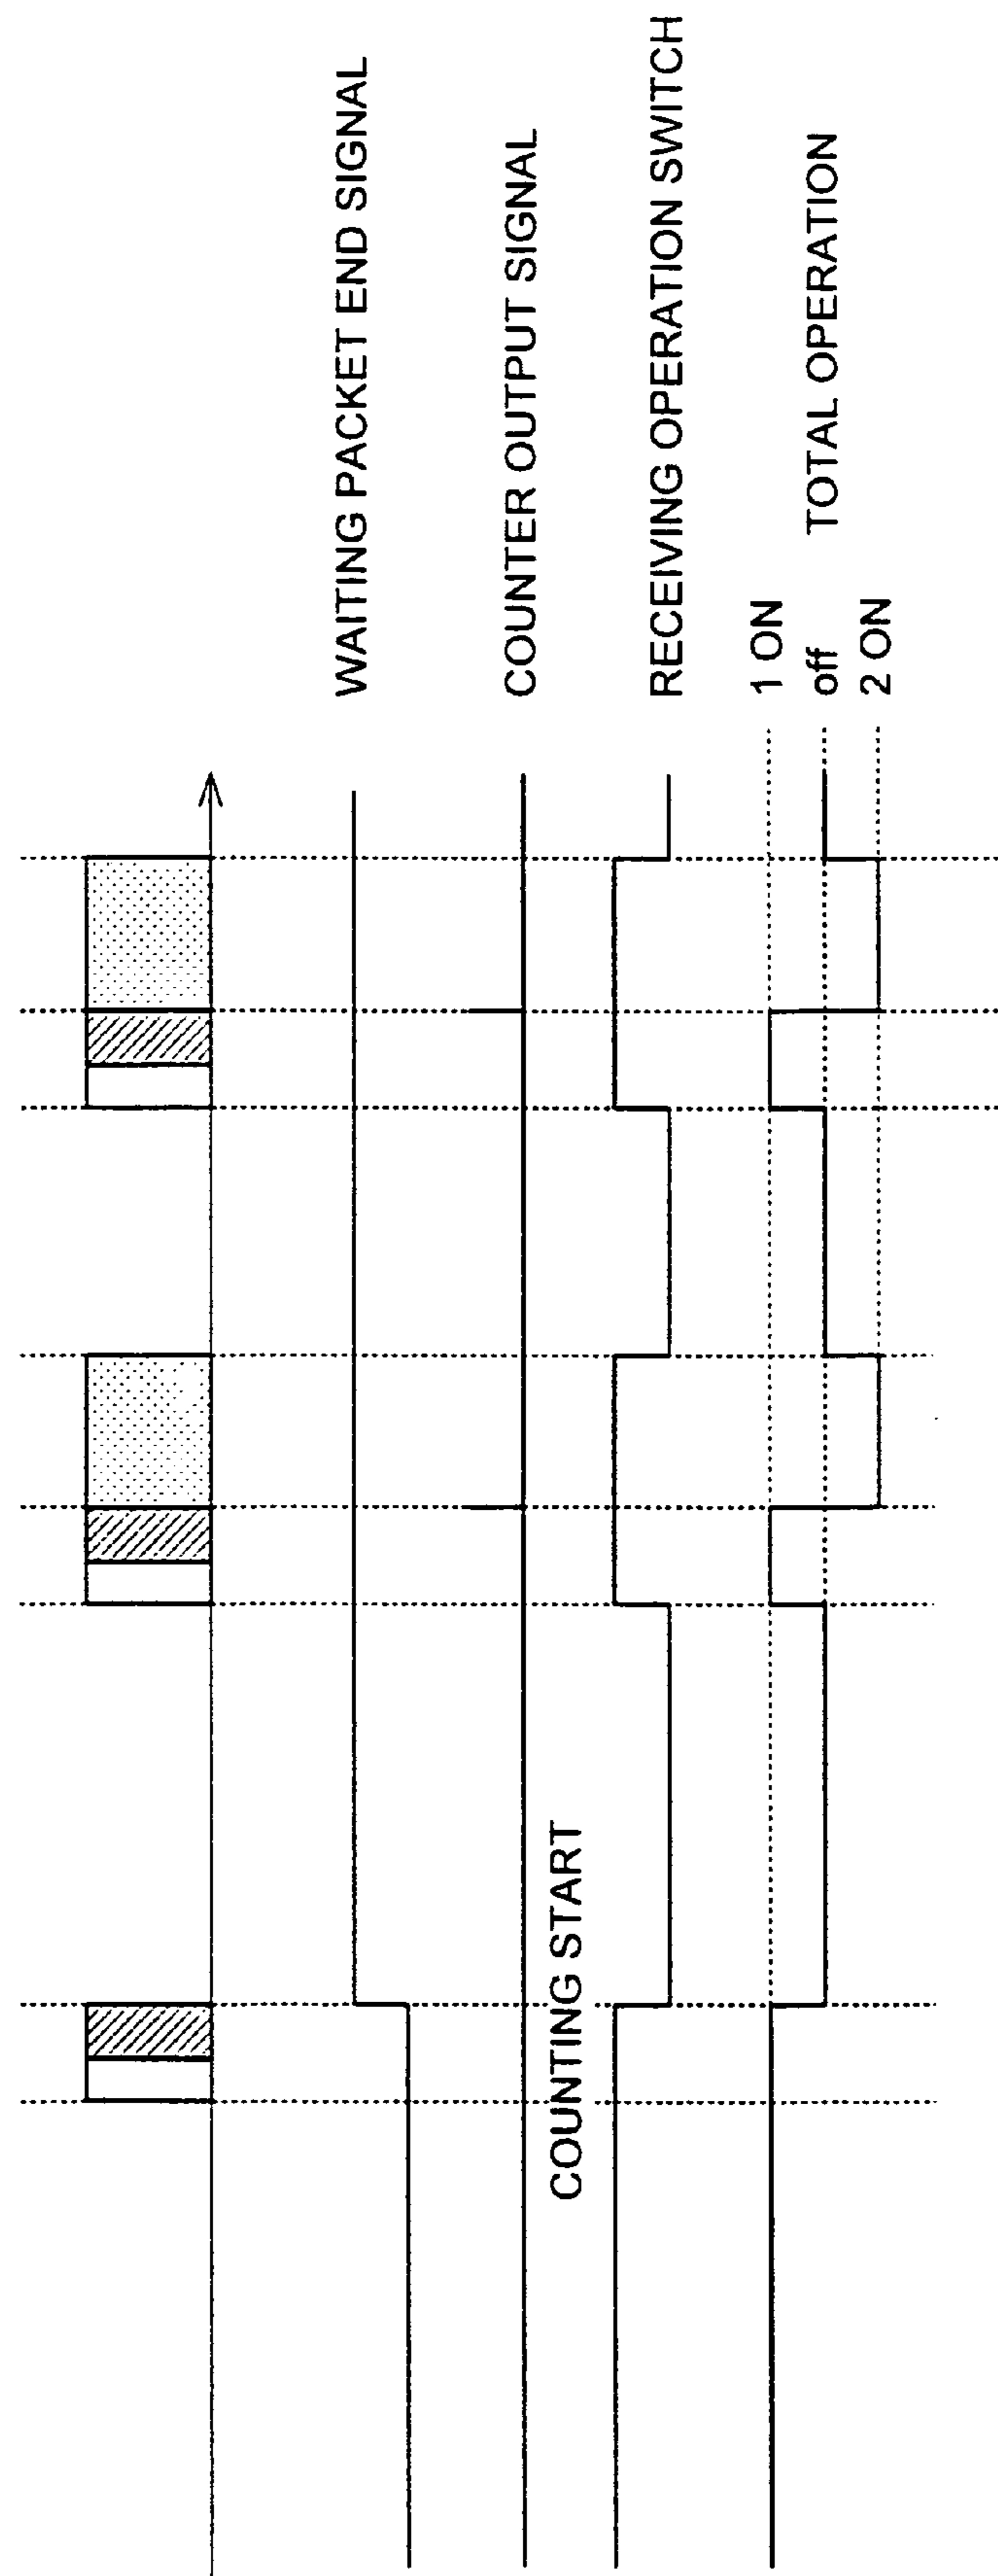 WAITING PACKET END SIGNAL
COUNTER OUTPUT SIGNAL
COUNTING START
RECEIVING OPERATION SWITCH
1 ON
off TOTAL OPERATION
2 ON